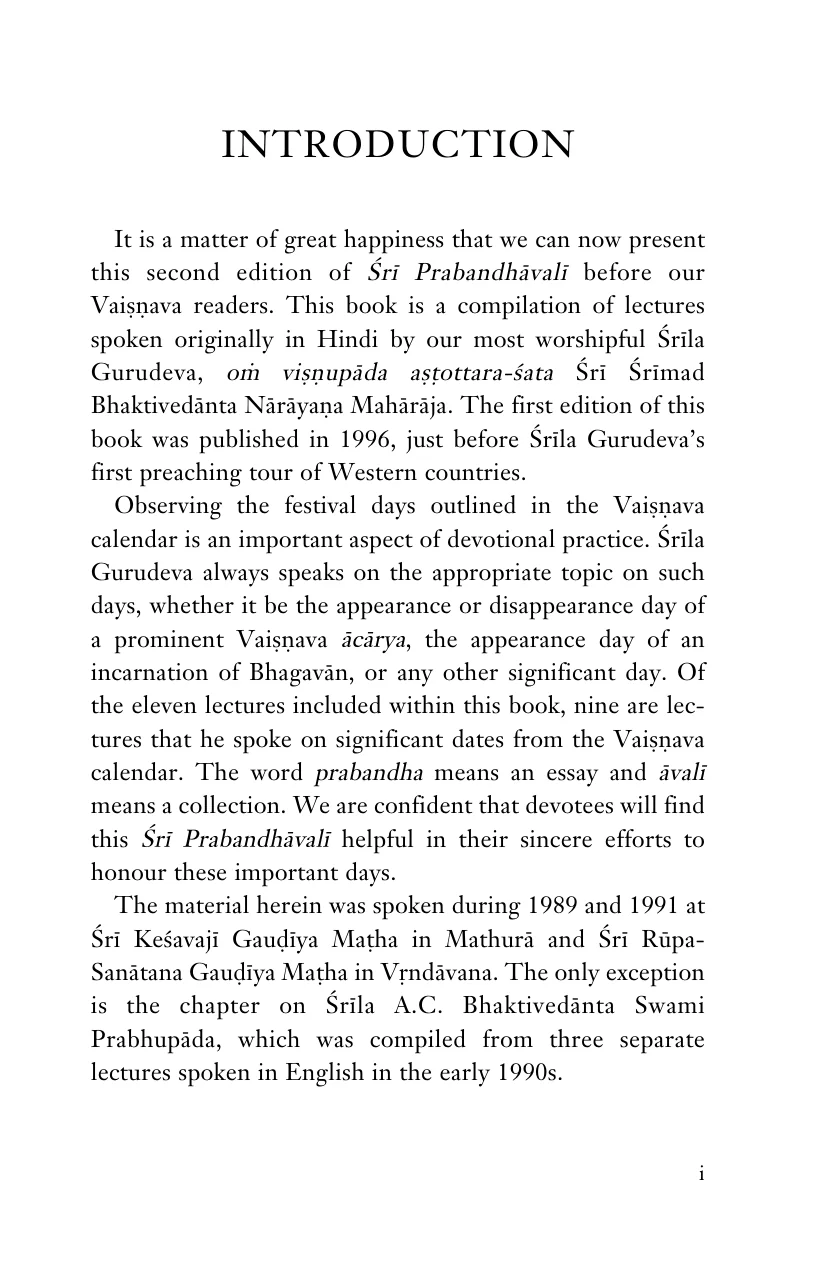 INTRODUCTION
It is a matter of great happiness that we can now present
this second edition of Śrī Prabandhāvalī before our
Vaiṣṇava readers. This book is a compilation of lectures
spoken originally in Hindi by our most worshipful Śrīla
Gurudeva, oṁ viṣṇupāda aṣṭottara-śata Śrī Śrīmad
Bhaktivedānta Nārāyaṇa Mahārāja. The first edition of this
book was published in 1996, just before Śrīla Gurudeva’s
first preaching tour of Western countries.
Observing the festival days outlined in the Vaiṣṇava
calendar is an important aspect of devotional practice. Śrīla
Gurudeva always speaks on the appropriate topic on such
days, whether it be the appearance or disappearance day of
a prominent Vaiṣṇava ācārya, the appearance day of an
incarnation of Bhagavān, or any other significant day. Of
the eleven lectures included within this book, nine are lec-
tures that he spoke on significant dates from the Vaiṣṇava
calendar. The word prabandha means an essay and āvalī
means a collection. We are confident that devotees will find
this Śrī Prabandhāvalī helpful in their sincere efforts to
honour these important days.
The material herein was spoken during 1989 and 1991 at
Śrī Keśavajī Gauḍīya Maṭha in Mathurā and Śrī Rūpa-
Sanātana Gauḍīya Maṭha in Vṛndāvana. The only exception
is the chapter on Śrīla A.C. Bhaktivedānta Swami
Prabhupāda, which was compiled from three separate
lectures spoken in English in the early 1990s.
i